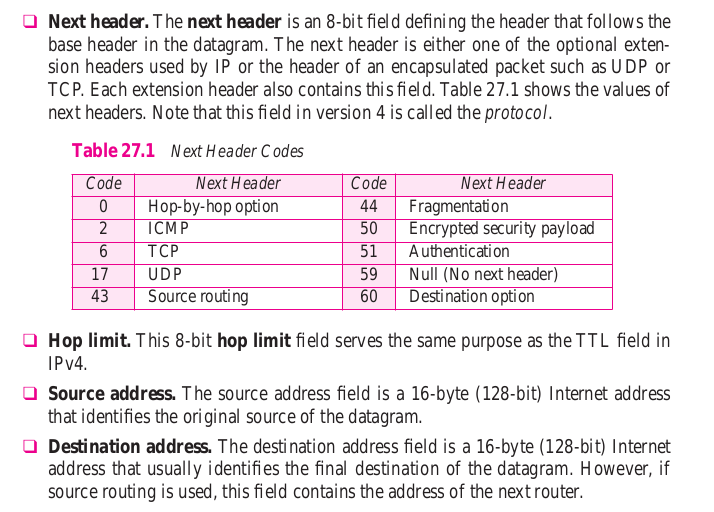 ❑ Next header. The next header is an 8-bit field defining the header that follows the
base header in the datagram. The next header is either one of the optional exten-
sion headers used by IP or the header of an encapsulated packet such as UDP or
TCP. Each extension header also contains this field. Table 27.1 shows the values of
next headers. Note that this field in version 4 is called the protocol.
Table 27.1 Next Header Codes
Code Next Header Code Next Header
0 Hop-by-hop option 44 Fragmentation
2 ICMP 50 Encrypted security payload
6 TCP 51 Authentication
17 UDP 59 Null (No next header)
43 Source routing 60 Destination option
❑ Hop limit. This 8-bit hop limit field serves the same purpose as the TTL field in
IPv4.
❑ Source address. The source address field is a 16-byte (128-bit) Internet address
that identifies the original source of the datagram.
❑ Destination address. The destination address field is a 16-byte (128-bit) Internet
address that usually identifies the final destination of the datagram. However, if
source routing is used, this field contains the address of the next router.